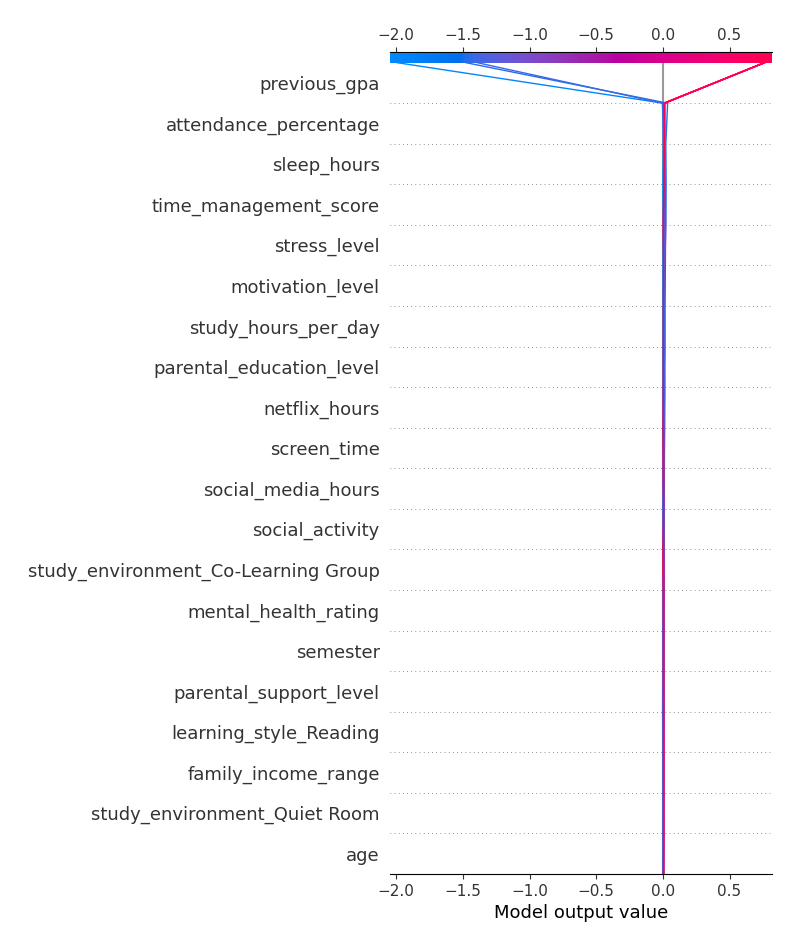 −2.0 −1.5 −1.0 −0.5 0.0 0.5
previous_gpa
attendance_percentage
sleep_hours
time_management_score
stress_level
motivation_level
study_hours_per_day
parental_education_level
netflix_hours
screen_time
social_media_hours
social_activity
study_environment_Co-Learning Group
mental_health_rating
semester
parental_support_level
learning_style_Reading
family_income_range
study_environment_Quiet Room
age
−2.0 −1.5 −1.0 −0.5 0.0 0.5
Model output value